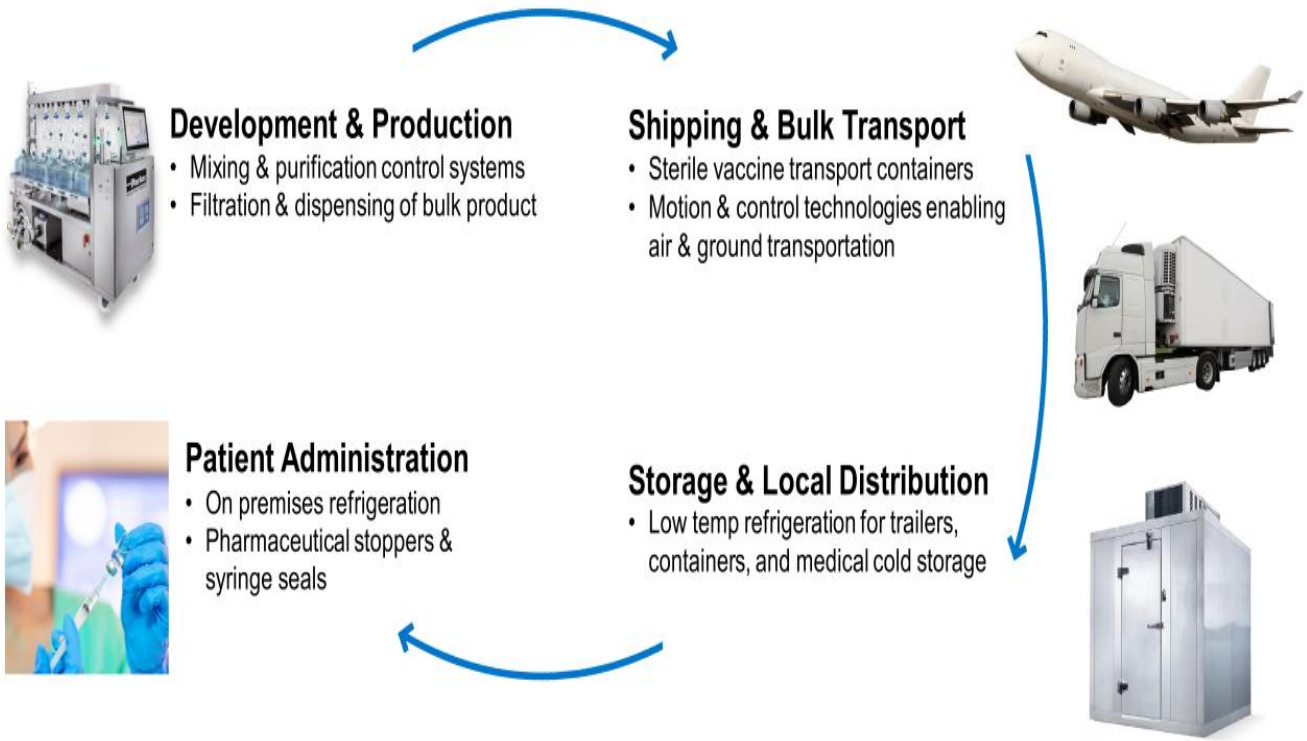 Development & Production
• Mixing & purification control systems
• Filtration & dispensing of bulk product
Shipping & Bulk Transport
• Sterile vaccine transport containers
• Motion & control technologies enabling
air & ground transportation
Parker
Patient Administration
• On premises refrigeration
• Pharmaceutical stoppers &
syringe seals
Storage & Local Distribution
• Low temp refrigeration for trailers,
containers, and medical cold storage